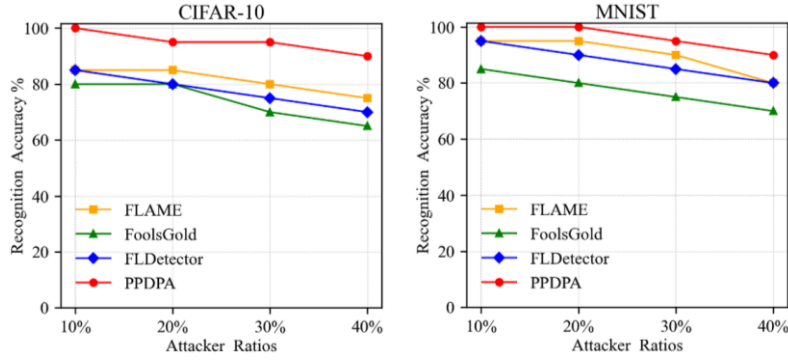 CIFAR-10
Recognition Accuracy %
100
80
60
40
20
0
FLAME
FoolsGold
FLDetector
PPDPA
10% 20% 30% 40%
Attacker Ratios
MNIST
Recognition Accuracy %
100
80
60
40
20
0
FLAME
FoolsGold
FLDetector
PPDPA
10% 20% 30% 40%
Attacker Ratios